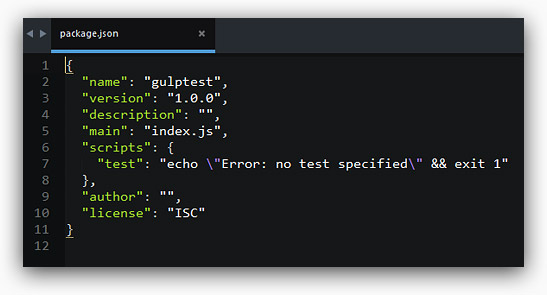 package.json
1 {
2 "name": "gulptest",
3 "version": "1.0.0",
4 "description": "",
5 "main": "index.js",
6 "scripts": {
7 "test": "echo \"Error: no test specified\" && exit 1"
8 },
9 "author": "",
10 "license": "ISC"
11 }
12